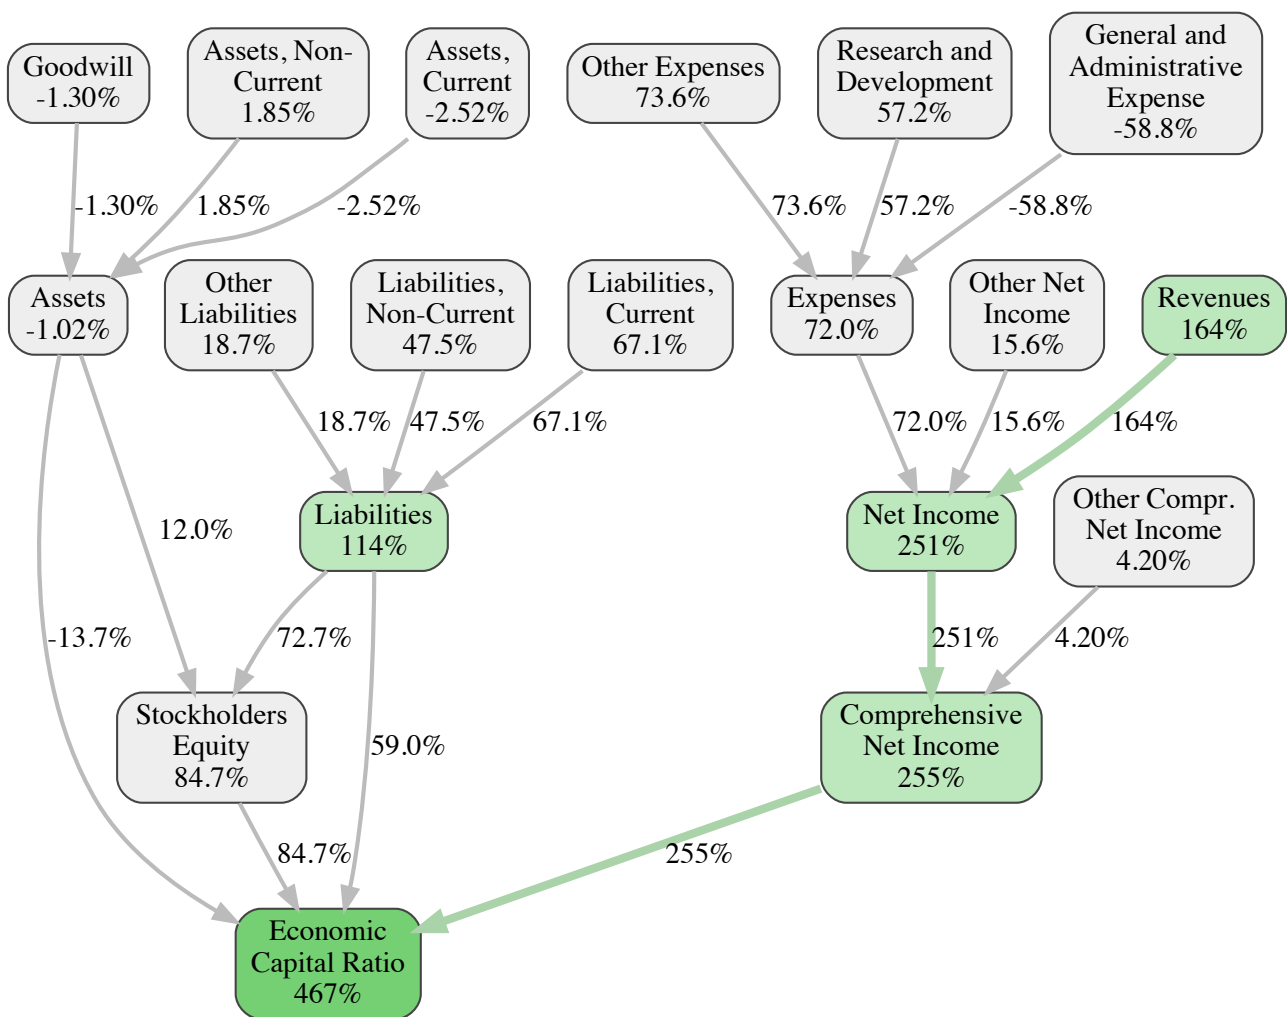 Goodwill
-1.30%
Assets, Non-
Current
1.85%
Assets,
Current
-2.52%
Other Expenses
73.6%
Research and
Development
57.2%
General and
Administrative
Expense
-58.8%
-1.30%
1.85%
-2.52%
73.6%
57.2%
-58.8%
Assets
-1.02%
Other
Liabilities
18.7%
Liabilities,
Non-Current
47.5%
Liabilities,
Current
67.1%
Expenses
72.0%
Other Net
Income
15.6%
Revenues
164%
18.7%
47.5%
67.1%
72.0%
15.6%
164%
Liabilities
114%
Net Income
251%
Other Compr.
Net Income
4.20%
12.0%
-13.7%
72.7%
251%
4.20%
Stockholders
Equity
84.7%
59.0%
Comprehensive
Net Income
255%
84.7%
255%
Economic
Capital Ratio
467%